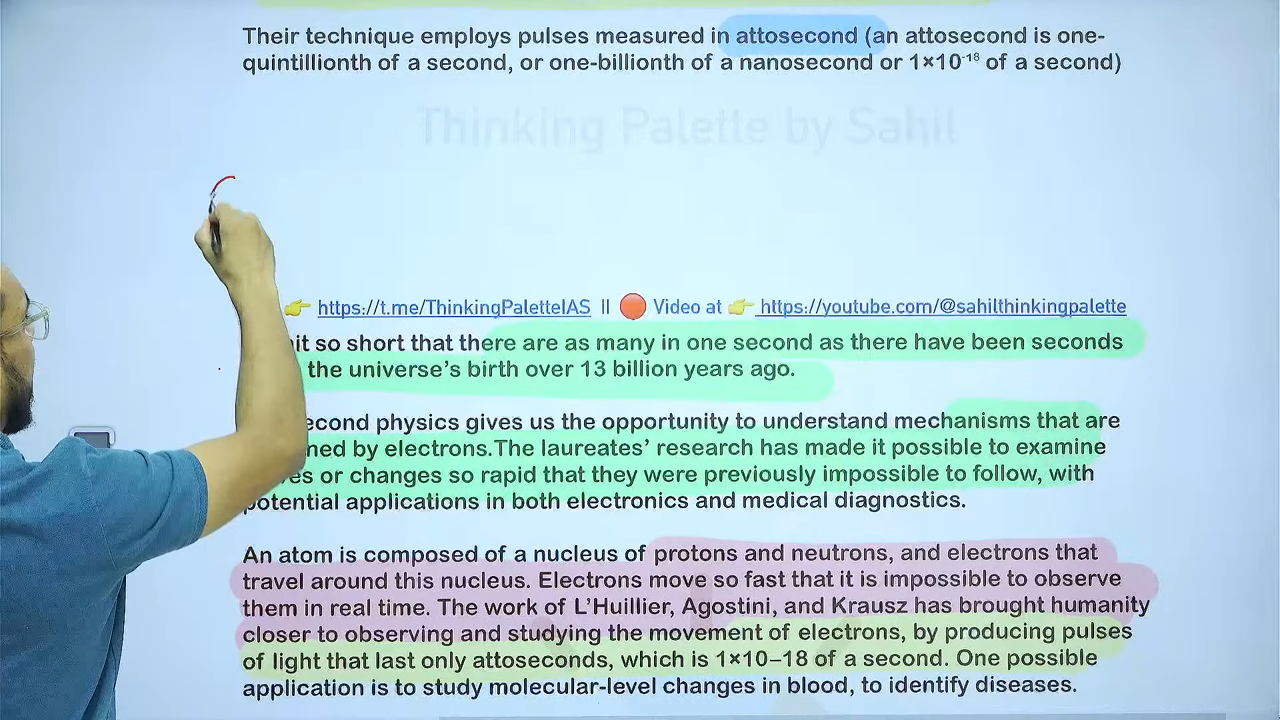 Their technique employs pulses measured in attosecond (an attosecond is one-
quintillionth of a second, or one-billionth of a nanosecond or 1×10⁻¹⁸ of a second)
Thinking Palette by Sahil
👉 https://t.me/ThinkingPaletteIAS || 🔴 Video at 👉 https://youtube.com/@sahilthinkingpalette
so short that there are as many in one second as there have been seconds
the universe’s birth over 13 billion years ago.
physics gives us the opportunity to understand mechanisms that are
by electrons.The laureates’ research has made it possible to examine
or changes so rapid that they were previously impossible to follow, with
potential applications in both electronics and medical diagnostics.
An atom is composed of a nucleus of protons and neutrons, and electrons that
travel around this nucleus. Electrons move so fast that it is impossible to observe
them in real time. The work of L’Huillier, Agostini, and Krausz has brought humanity
closer to observing and studying the movement of electrons, by producing pulses
of light that last only attoseconds, which is 1×10–18 of a second. One possible
application is to study molecular-level changes in blood, to identify diseases.